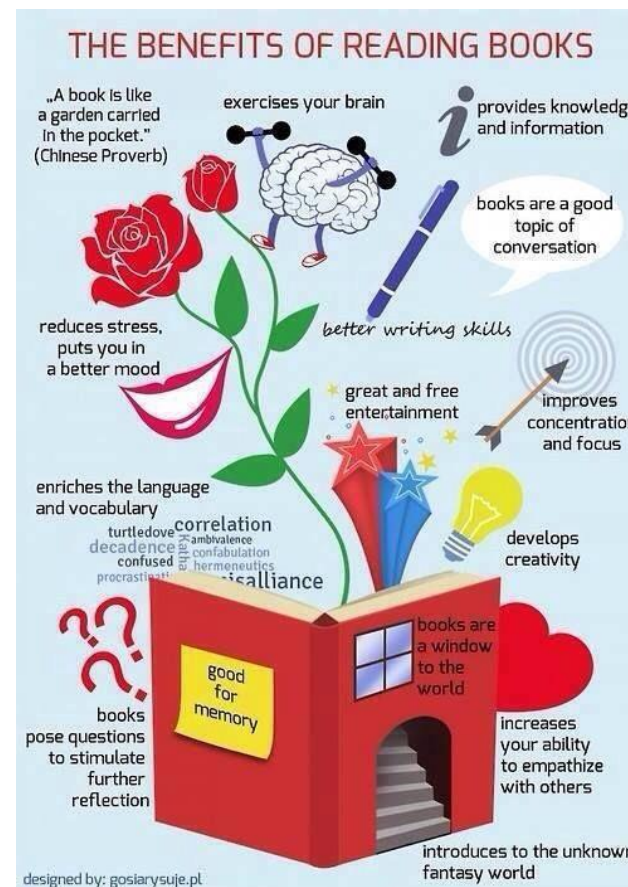 THE BENEFITS OF READING BOOKS
„A book is like
a garden carried
in the pocket.”
(Chinese Proverb)
exercises your brain
i
provides knowledg
and information
books are a good
topic of
conversation
better writing skills
reduces stress,
puts you in
a better mood
great and free
entertainment
improves
concentratio
and focus
enriches the language
and vocabulary
turtledove
correlation
decadence
Katha
ambivalence
confused
confabulation
hermeneutics
procrastinati
isalliance
develops
creativity
books are
a window
to the
world
good
for
memory
???
books
pose questions
to stimulate
further
reflection
increases
your ability
to empathize
with others
introduces to the unknow
fantasy world
designed by: gosiarysuje.pl